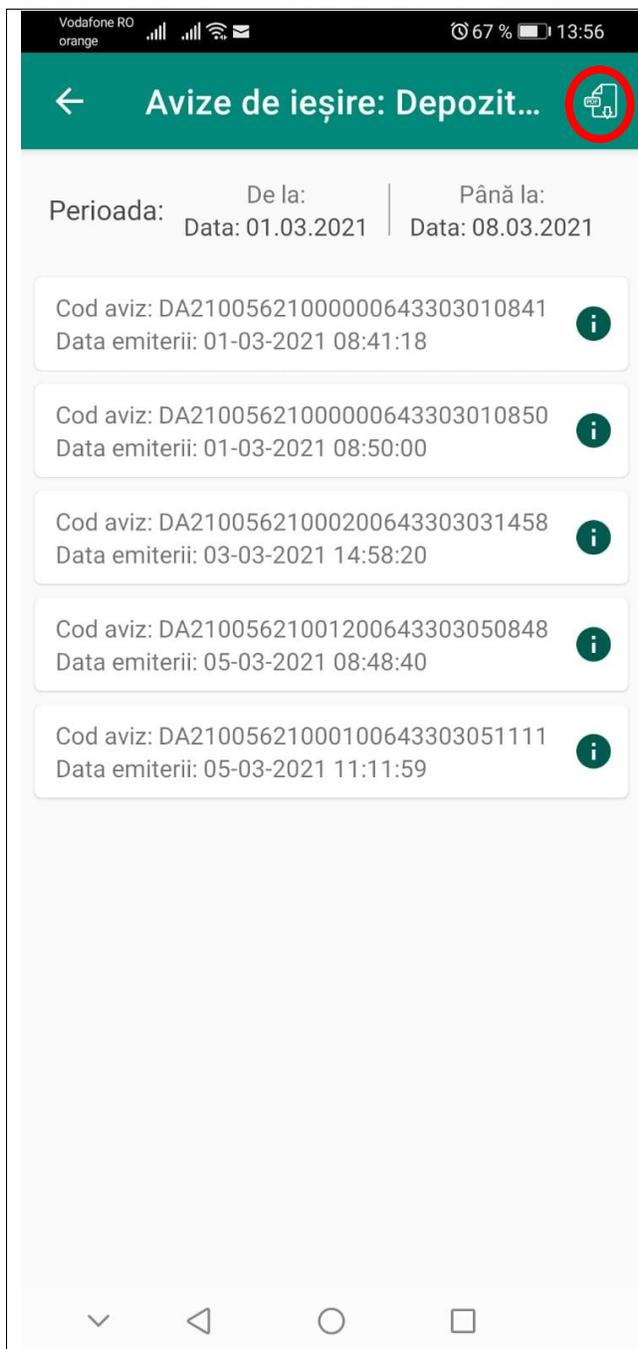 Vodafone RO
orange
67 % 13:56
Avize de ieșire: Depozit...
PDF
Perioada:
De la:
Data: 01.03.2021
Până la:
Data: 08.03.2021
Cod aviz: DA21005621000000643303010841
Data emiterii: 01-03-2021 08:41:18
Cod aviz: DA21005621000000643303010850
Data emiterii: 01-03-2021 08:50:00
Cod aviz: DA21005621000200643303031458
Data emiterii: 03-03-2021 14:58:20
Cod aviz: DA21005621001200643303050848
Data emiterii: 05-03-2021 08:48:40
Cod aviz: DA21005621000100643303051111
Data emiterii: 05-03-2021 11:11:59